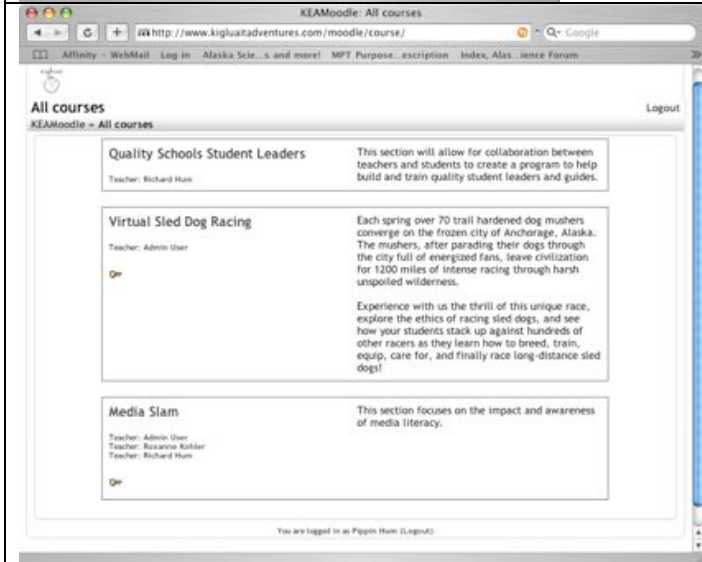 KEAMoodle: All courses
http://www.kigluaitadventures.com/moodle/course/
Google
Affinity - WebMail Log in Alaska Scie...s and more! MPT Purpose...escription Index, Alas...ience Forum
All courses
Logout
KEAMoodle » All courses
Quality Schools Student Leaders
Teacher: Richard Hum
This section will allow for collaboration between
teachers and students to create a program to help
build and train quality student leaders and guides.
Virtual Sled Dog Racing
Teacher: Admin User
Each spring over 70 trail hardened dog mushers
converge on the frozen city of Anchorage, Alaska.
The mushers, after parading their dogs through
the city full of energized fans, leave civilization
for 1200 miles of intense racing through harsh
unspoiled wilderness.
Experience with us the thrill of this unique race,
explore the ethics of racing sled dogs, and see
how your students stack up against hundreds of
other racers as they learn how to breed, train,
equip, care for, and finally race long-distance sled
dogs!
Media Slam
Teacher: Admin User
Teacher: Roxanne Kohler
Teacher: Richard Hum
This section focuses on the impact and awareness
of media literacy.
You are logged in as Pippin Hum (Logout)